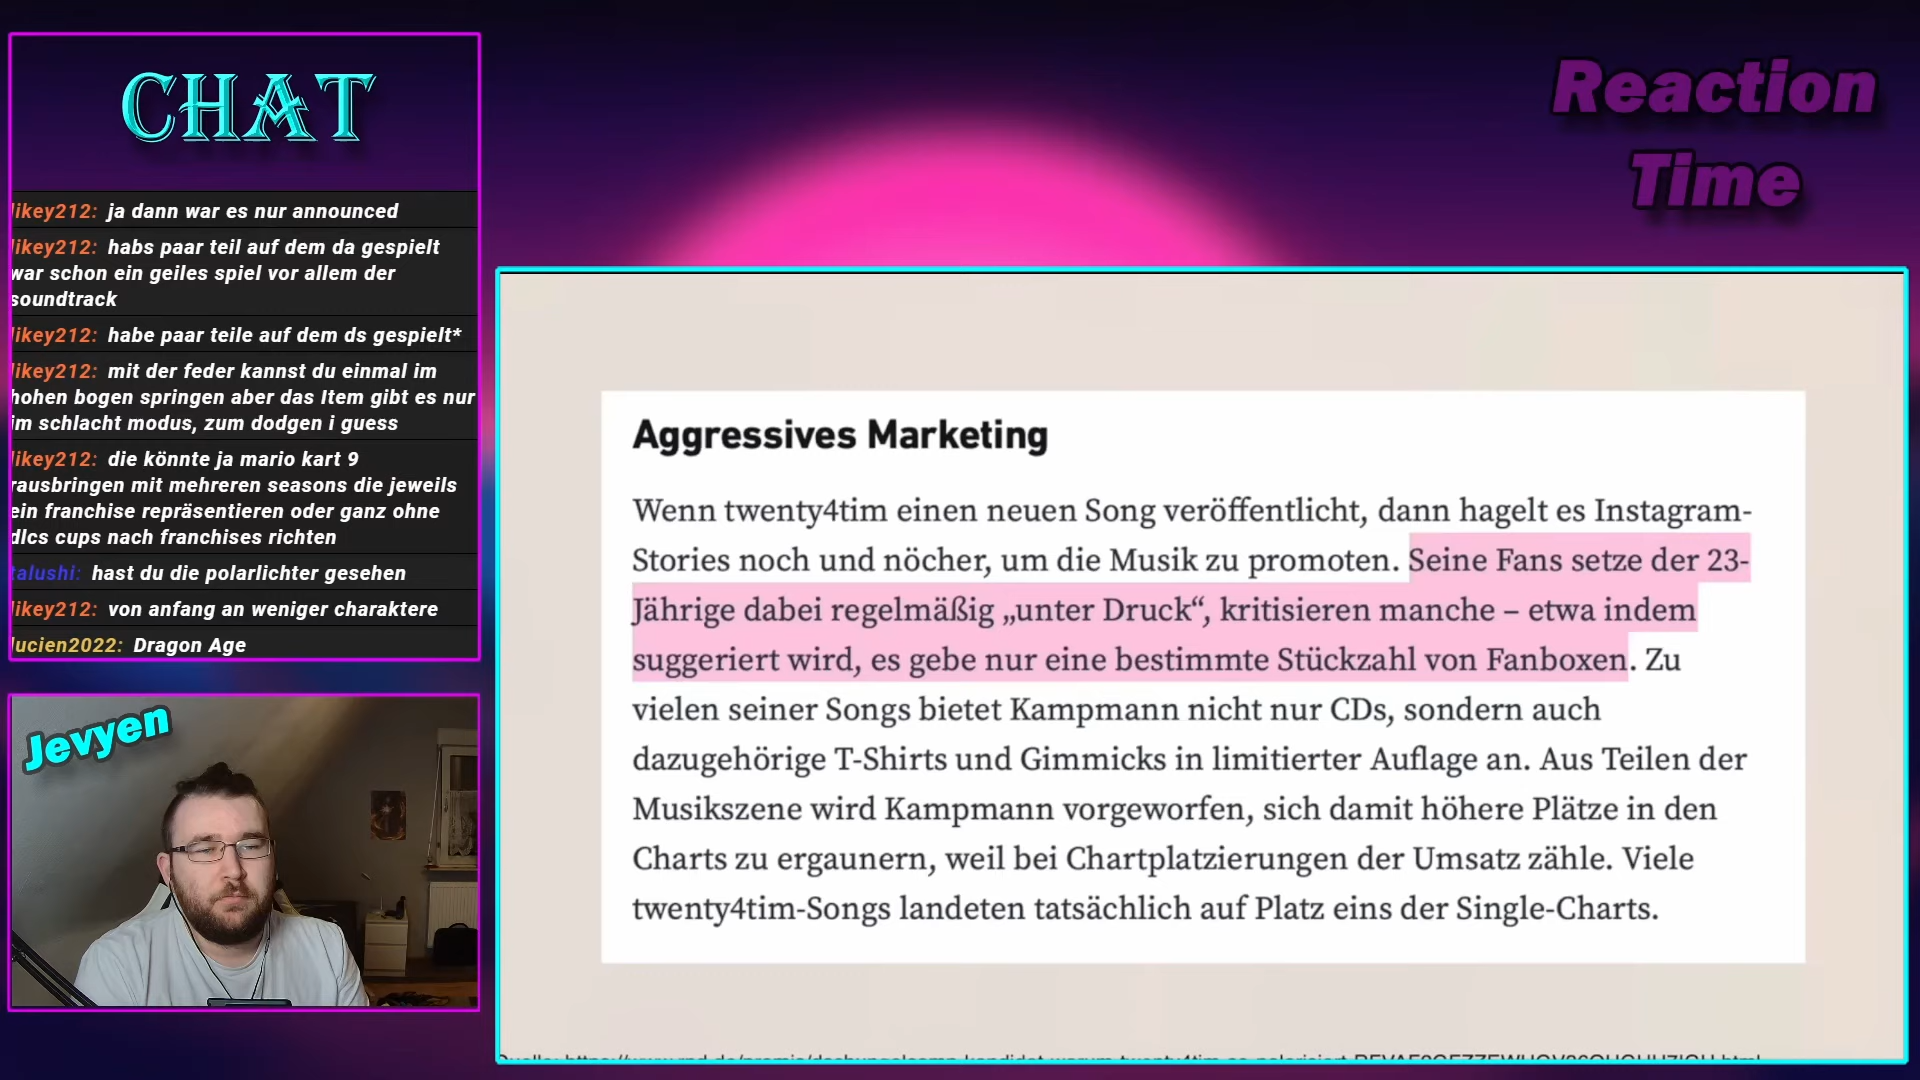 CHAT
likey212: ja dann war es nur announced
likey212: habs paar teil auf dem da gespielt
war schon ein geiles spiel vor allem der
soundtrack
likey212: habe paar teile auf dem ds gespielt*
likey212: mit der feder kannst du einmal im
hohen bogen springen aber das Item gibt es nur
im schlacht modus, zum dodgen i guess
likey212: die könnte ja mario kart 9
rausbringen mit mehreren seasons die jeweils
ein franchise repräsentieren oder ganz ohne
dlcs cups nach franchises richten
talushi: hast du die polarlichter gesehen
likey212: von anfang an weniger charaktere
lucien2022: Dragon Age
Jevyen
Reaction
Time
Aggressives Marketing
Wenn twenty4tim einen neuen Song veröffentlicht, dann hagelt es Instagram-
Stories noch und nöcher, um die Musik zu promoten. Seine Fans setze der 23-
Jährige dabei regelmäßig „unter Druck“, kritisieren manche – etwa indem
suggeriert wird, es gebe nur eine bestimmte Stückzahl von Fanboxen. Zu
vielen seiner Songs bietet Kampmann nicht nur CDs, sondern auch
dazugehörige T-Shirts und Gimmicks in limitierter Auflage an. Aus Teilen der
Musikszene wird Kampmann vorgeworfen, sich damit höhere Plätze in den
Charts zu ergaunern, weil bei Chartplatzierungen der Umsatz zähle. Viele
twenty4tim-Songs landeten tatsächlich auf Platz eins der Single-Charts.